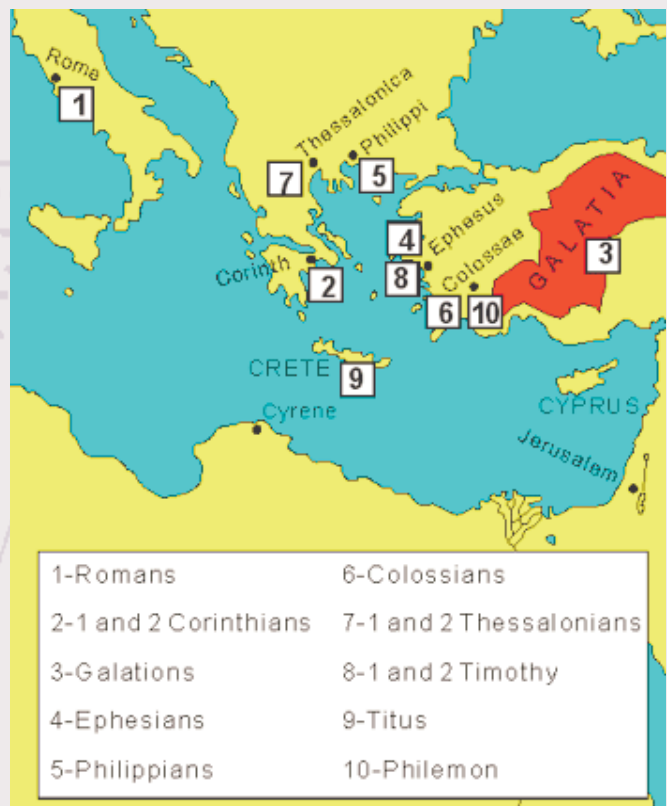 Rome
1
Thessalonica
Philippi
7
5
GALATIA
3
4
Ephesus
Corinth
2
8
Colossae
6
10
CRETE
9
CYPRUS
Cyrene
Jerusalem
1-Romans
2-1 and 2 Corinthians
3-Galations
4-Ephesians
5-Philippians
6-Colossians
7-1 and 2 Thessalonians
8-1 and 2 Timothy
9-Titus
10-Philemon